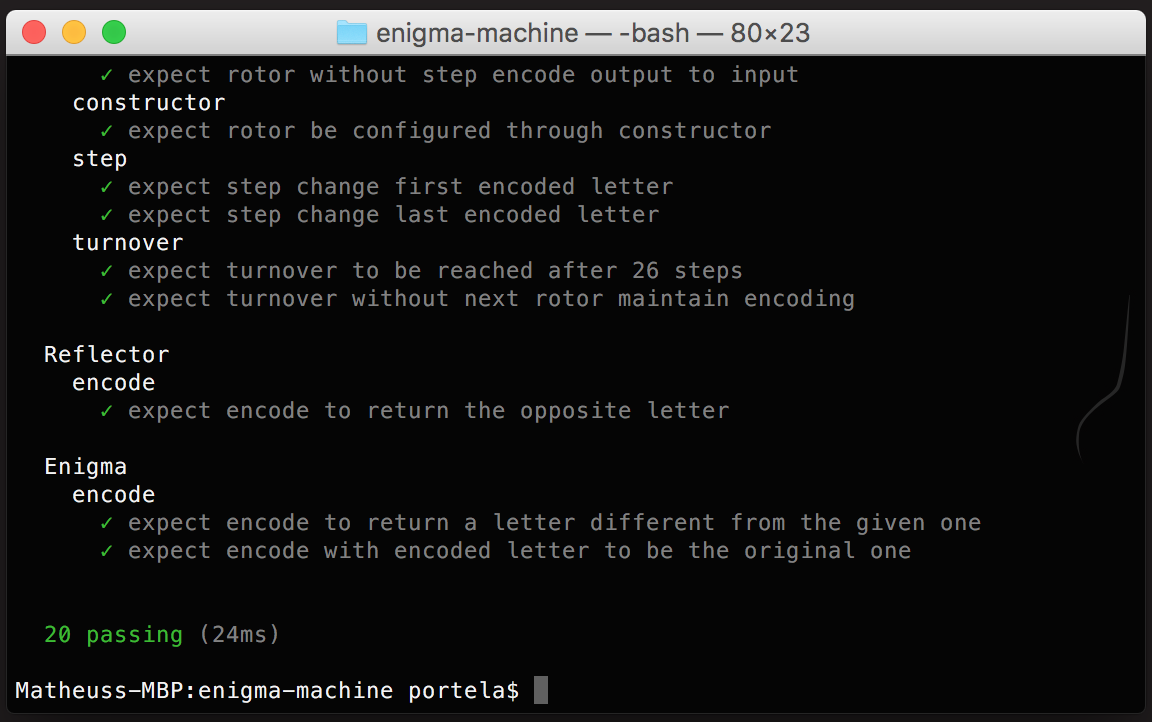 enigma-machine — -bash — 80×23
✓ expect rotor without step encode output to input
constructor
✓ expect rotor be configured through constructor
step
✓ expect step change first encoded letter
✓ expect step change last encoded letter
turnover
✓ expect turnover to be reached after 26 steps
✓ expect turnover without next rotor maintain encoding
Reflector
encode
✓ expect encode to return the opposite letter
Enigma
encode
✓ expect encode to return a letter different from the given one
✓ expect encode with encoded letter to be the original one
20 passing (24ms)
Matheuss-MBP:enigma-machine portela$